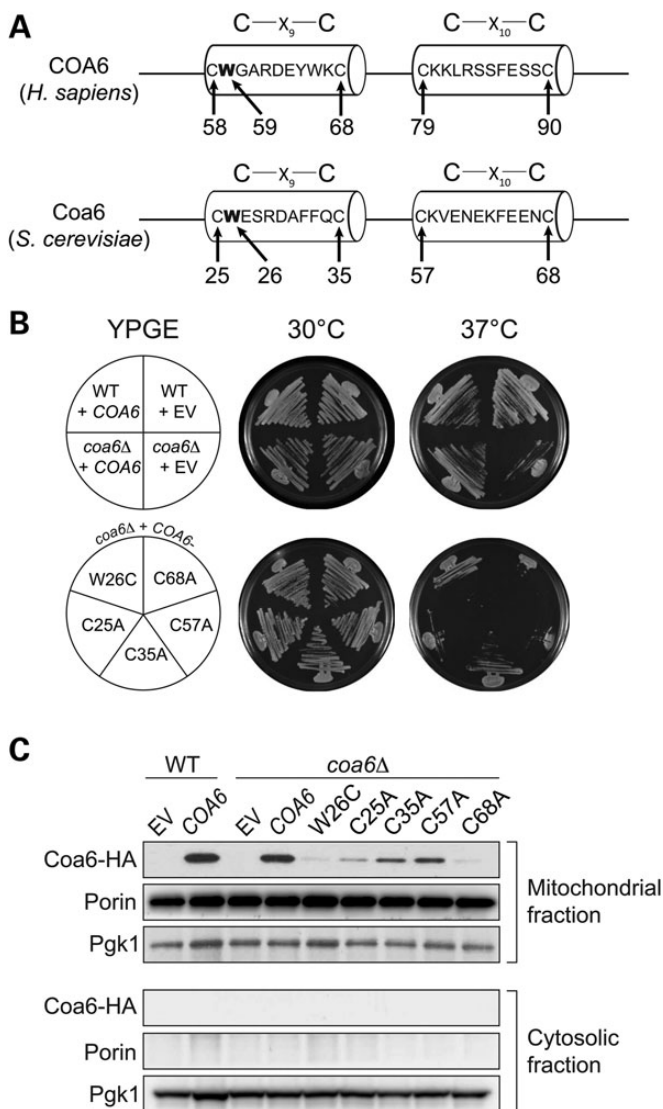 A
C—X9—C C—X10—C
COA6
(H. sapiens)
CWGARDEYWKC CKKLRSSFESSC
58 59 68 79 90
C—X9—C C—X10—C
Coa6
(S. cerevisiae)
CWESRDAFFQC CKVENEKFEENC
25 26 35 57 68
B
YPGE 30°C 37°C
WT + COA6
WT + EV
coa6Δ + COA6
coa6Δ + EV
coa6Δ + COA6-
W26C
C68A
C25A
C57A
C35A
C
WT coa6Δ
EV COA6 EV COA6 W26C C25A C35A C57A C68A
Coa6-HA
Porin
Pgk1
Mitochondrial
fraction
Coa6-HA
Porin
Pgk1
Cytosolic
fraction